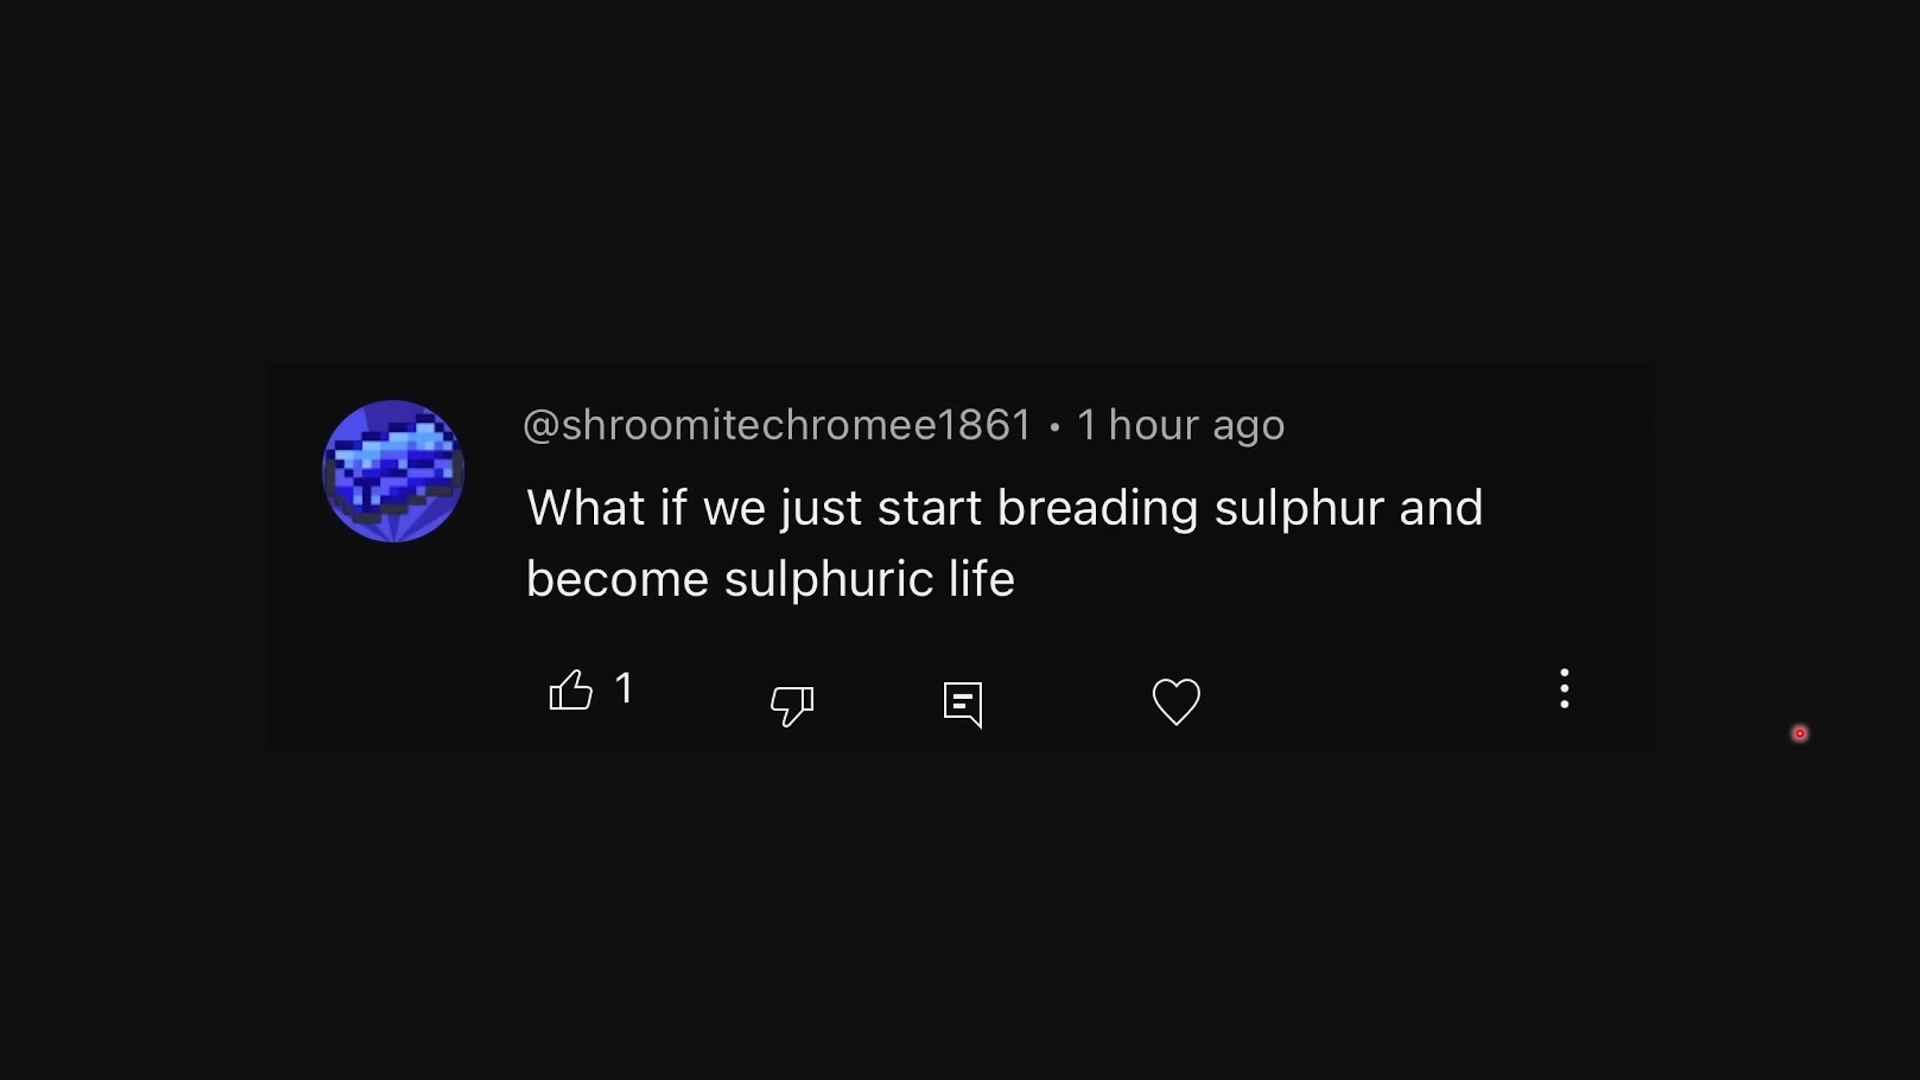 @shroomitechromee1861 • 1 hour ago
What if we just start breading sulphur and
become sulphuric life
1